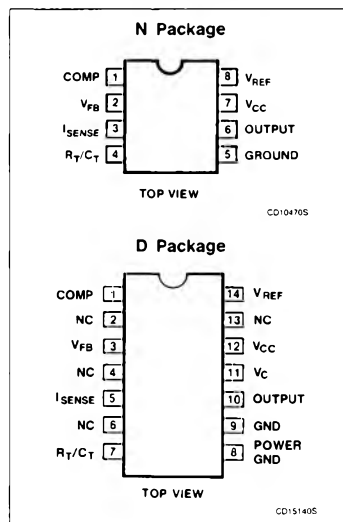 N Package
COMP 1 8 VREF
VFB 2 7 VCC
ISENSE 3 6 OUTPUT
RT/CT 4 5 GROUND
TOP VIEW
CD10470S
D Package
COMP 1 14 VREF
NC 2 13 NC
VFB 3 12 VCC
NC 4 11 VC
ISENSE 5 10 OUTPUT
NC 6 9 GND
RT/CT 7 8 POWER
GND
TOP VIEW
CD15140S